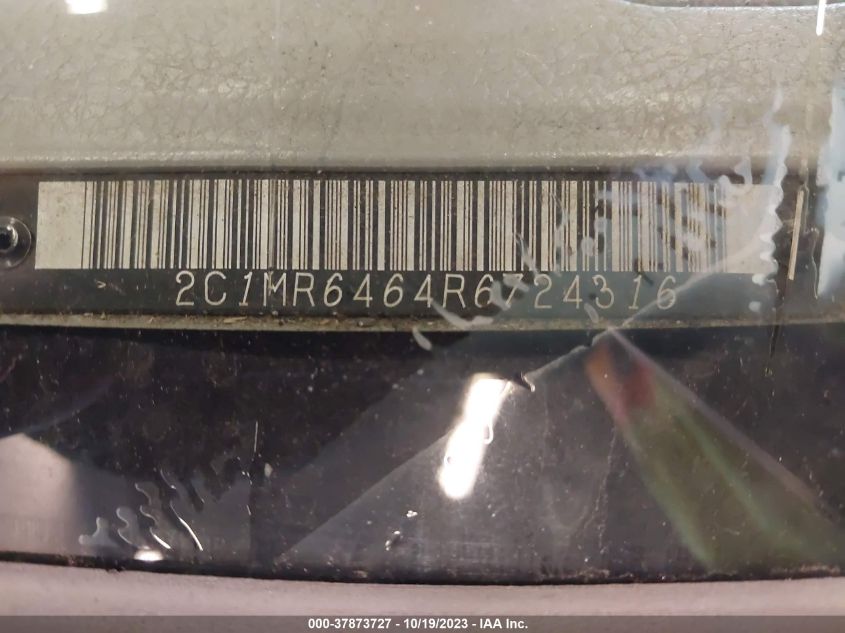 2C1MR6464R6724316
000-37873727 - 10/19/2023 - IAA Inc.